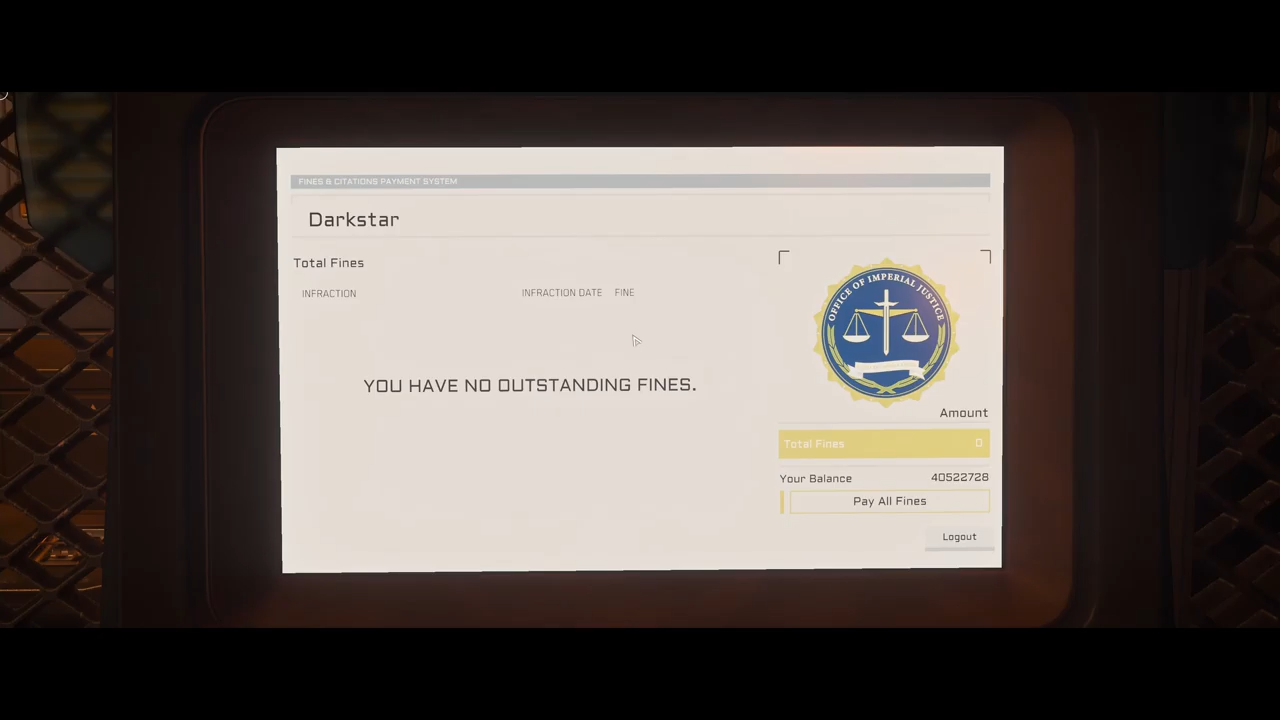 FINES & CITATIONS PAYMENT SYSTEM
Darkstar
Total Fines
INFRACTION INFRACTION DATE FINE
YOU HAVE NO OUTSTANDING FINES.
OFFICE OF IMPERIAL JUSTICE
Amount
Total Fines 0
Your Balance 40522728
Pay All Fines
Logout